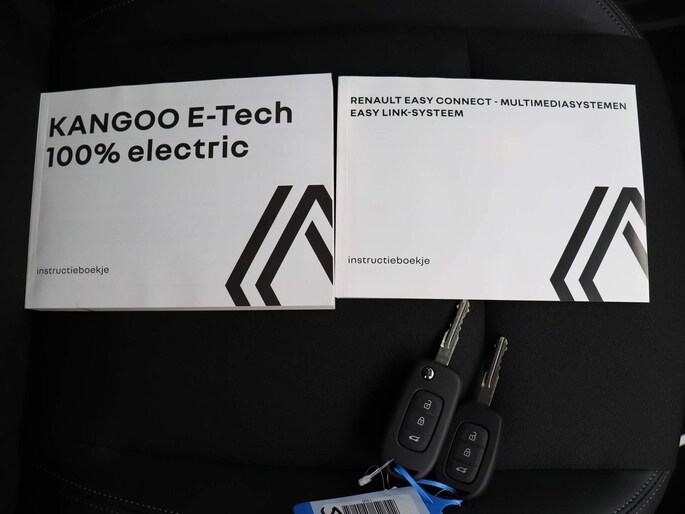 KANGOO E-Tech
100% electric
instructieboekje
RENAULT EASY CONNECT - MULTIMEDIASYSTEMEN
EASY LINK-SYSTEEM
instructieboekje